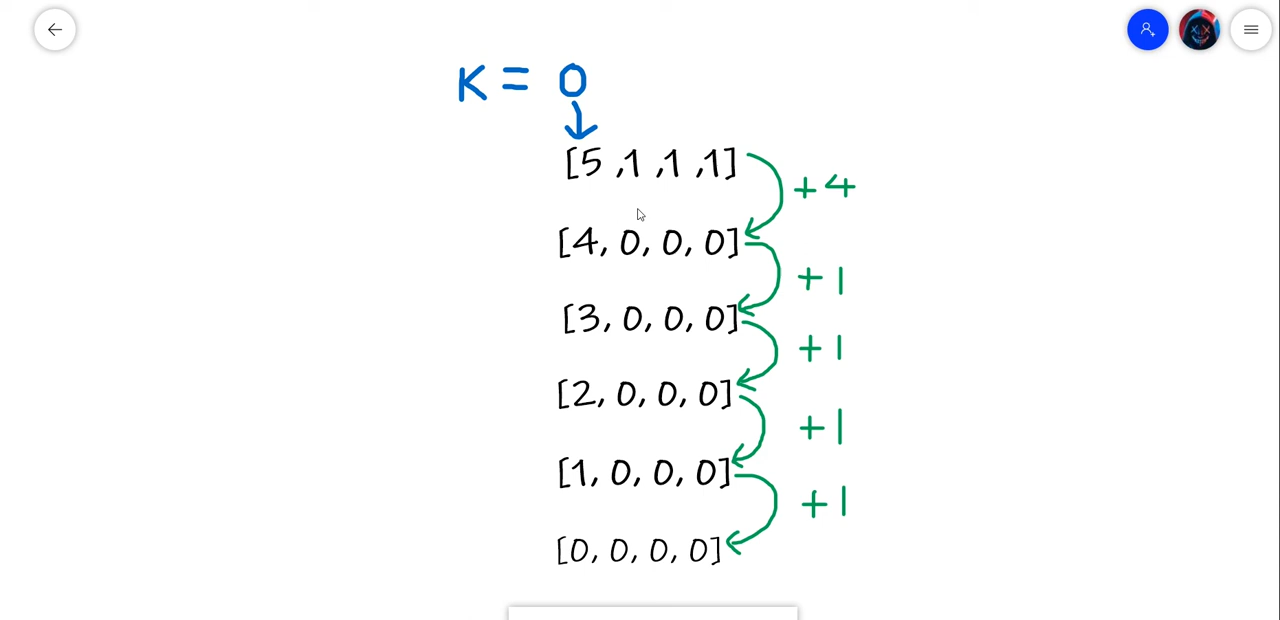 K = 0
[5 ,1 ,1 ,1]
+4
[4, 0, 0, 0]
+1
[3, 0, 0, 0]
+1
[2, 0, 0, 0]
+1
[1, 0, 0, 0]
+1
[0, 0, 0, 0]